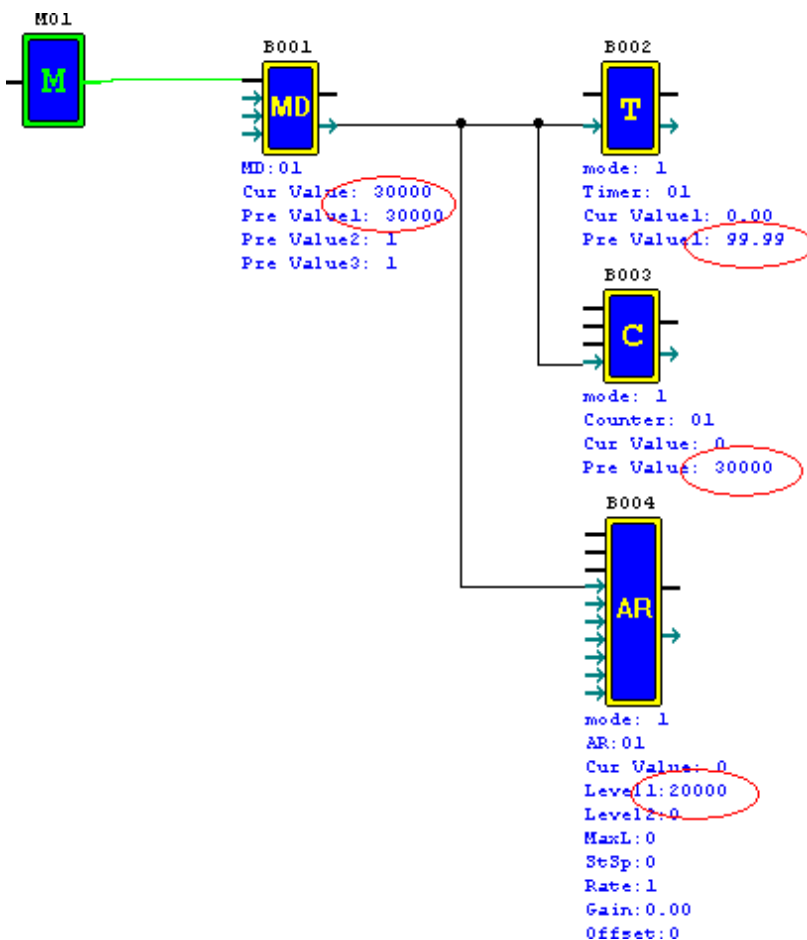 M01
M
B001
MD
MD:01
Cur Value: 30000
Pre Value1: 30000
Pre Value2: 1
Pre Value3: 1
B002
T
mode: 1
Timer: 01
Cur Value1: 0.00
Pre Value1: 99.99
B003
C
mode: 1
Counter: 01
Cur Value: 0
Pre Value: 30000
B004
AR
mode: 1
AR:01
Cur Value: 0
Level1:20000
Level2:0
MaxL:0
StSp:0
Rate:1
Gain:0.00
Offset:0